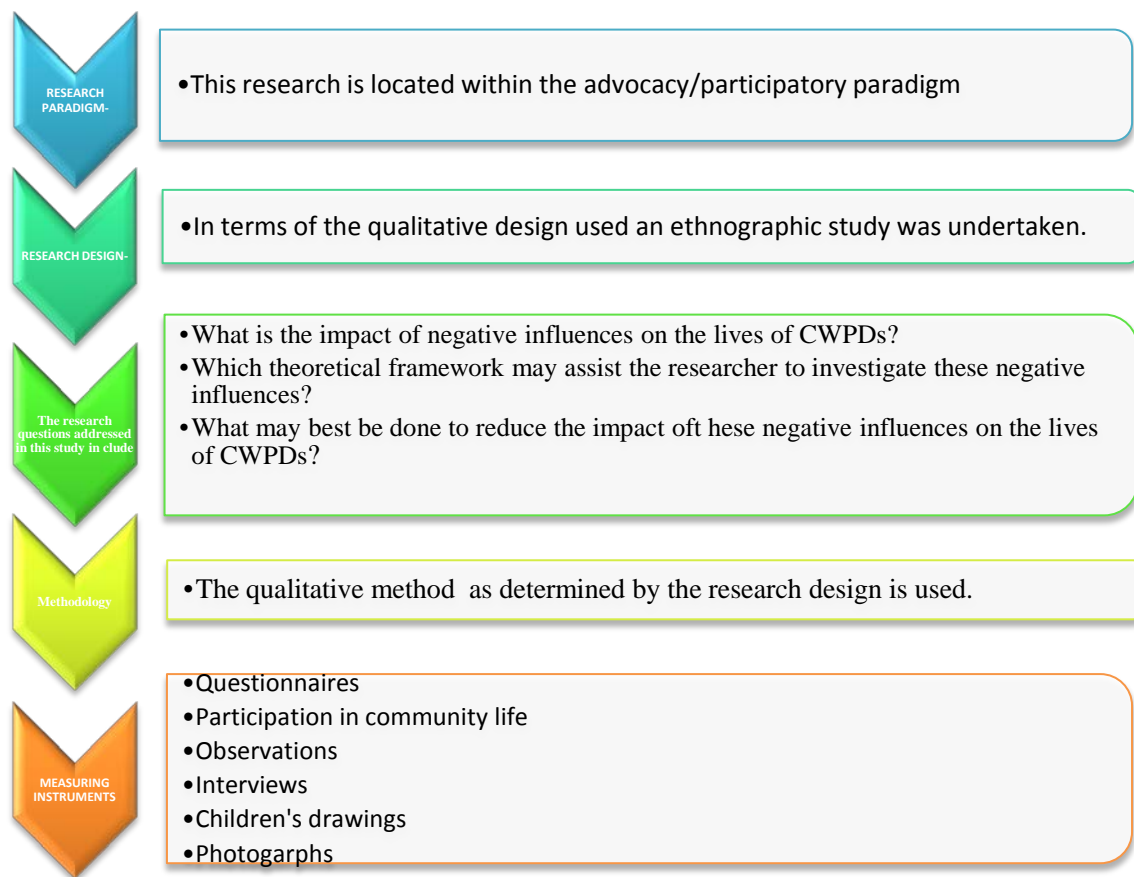 RESEARCH
PARADIGM-
•This research is located within the advocacy/participatory paradigm
RESEARCH DESIGN-
•In terms of the qualitative design used an ethnographic study was undertaken.
The research
questions addressed
in this study in clude
•What is the impact of negative influences on the lives of CWPDs?
•Which theoretical framework may assist the researcher to investigate these negative
influences?
•What may best be done to reduce the impact oft hese negative influences on the lives
of CWPDs?
Methodology
•The qualitative method as determined by the research design is used.
MEASURING
INSTRUMENTS
•Questionnaires
•Participation in community life
•Observations
•Interviews
•Children's drawings
•Photogarphs